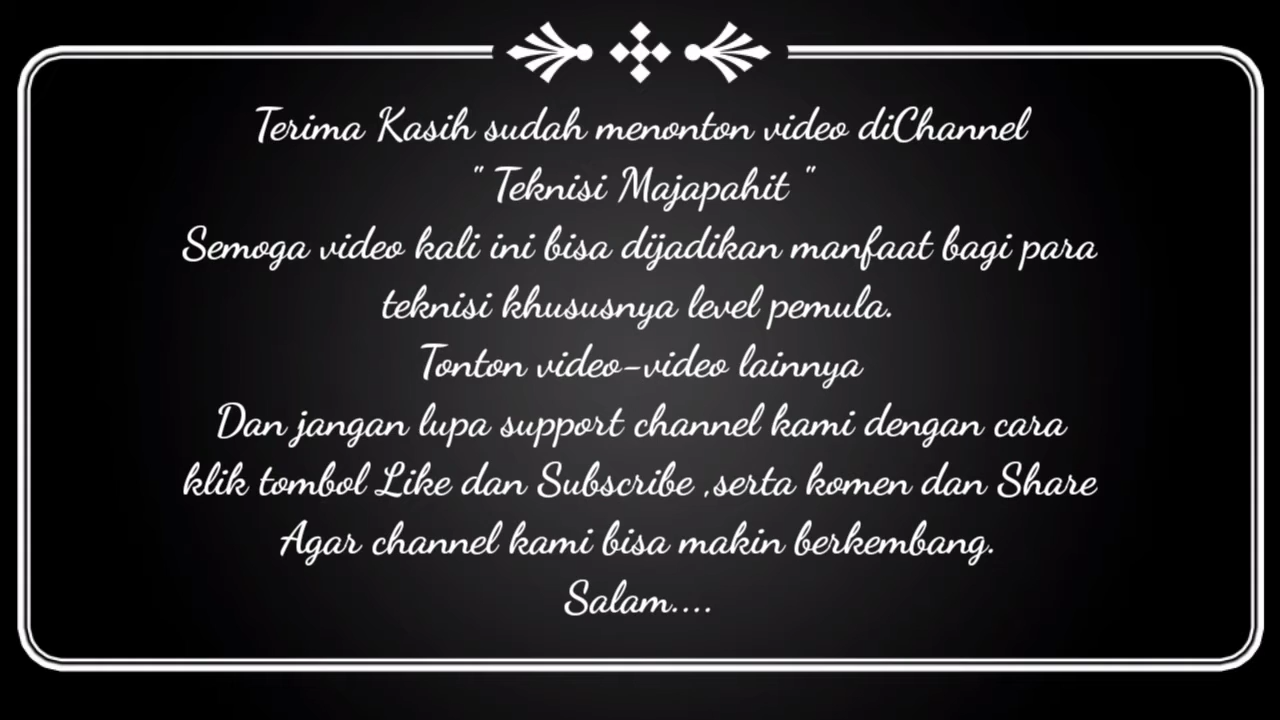 Terima Kasih sudah menonton video diChannel
" Teknisi Majapahit "
Semoga video kali ini bisa dijadikan manfaat bagi para
teknisi khususnya level pemula.
Tonton video-video lainnya
Dan jangan lupa support channel kami dengan cara
klik tombol Like dan Subscribe ,serta komen dan Share
Agar channel kami bisa makin berkembang.
Salam....